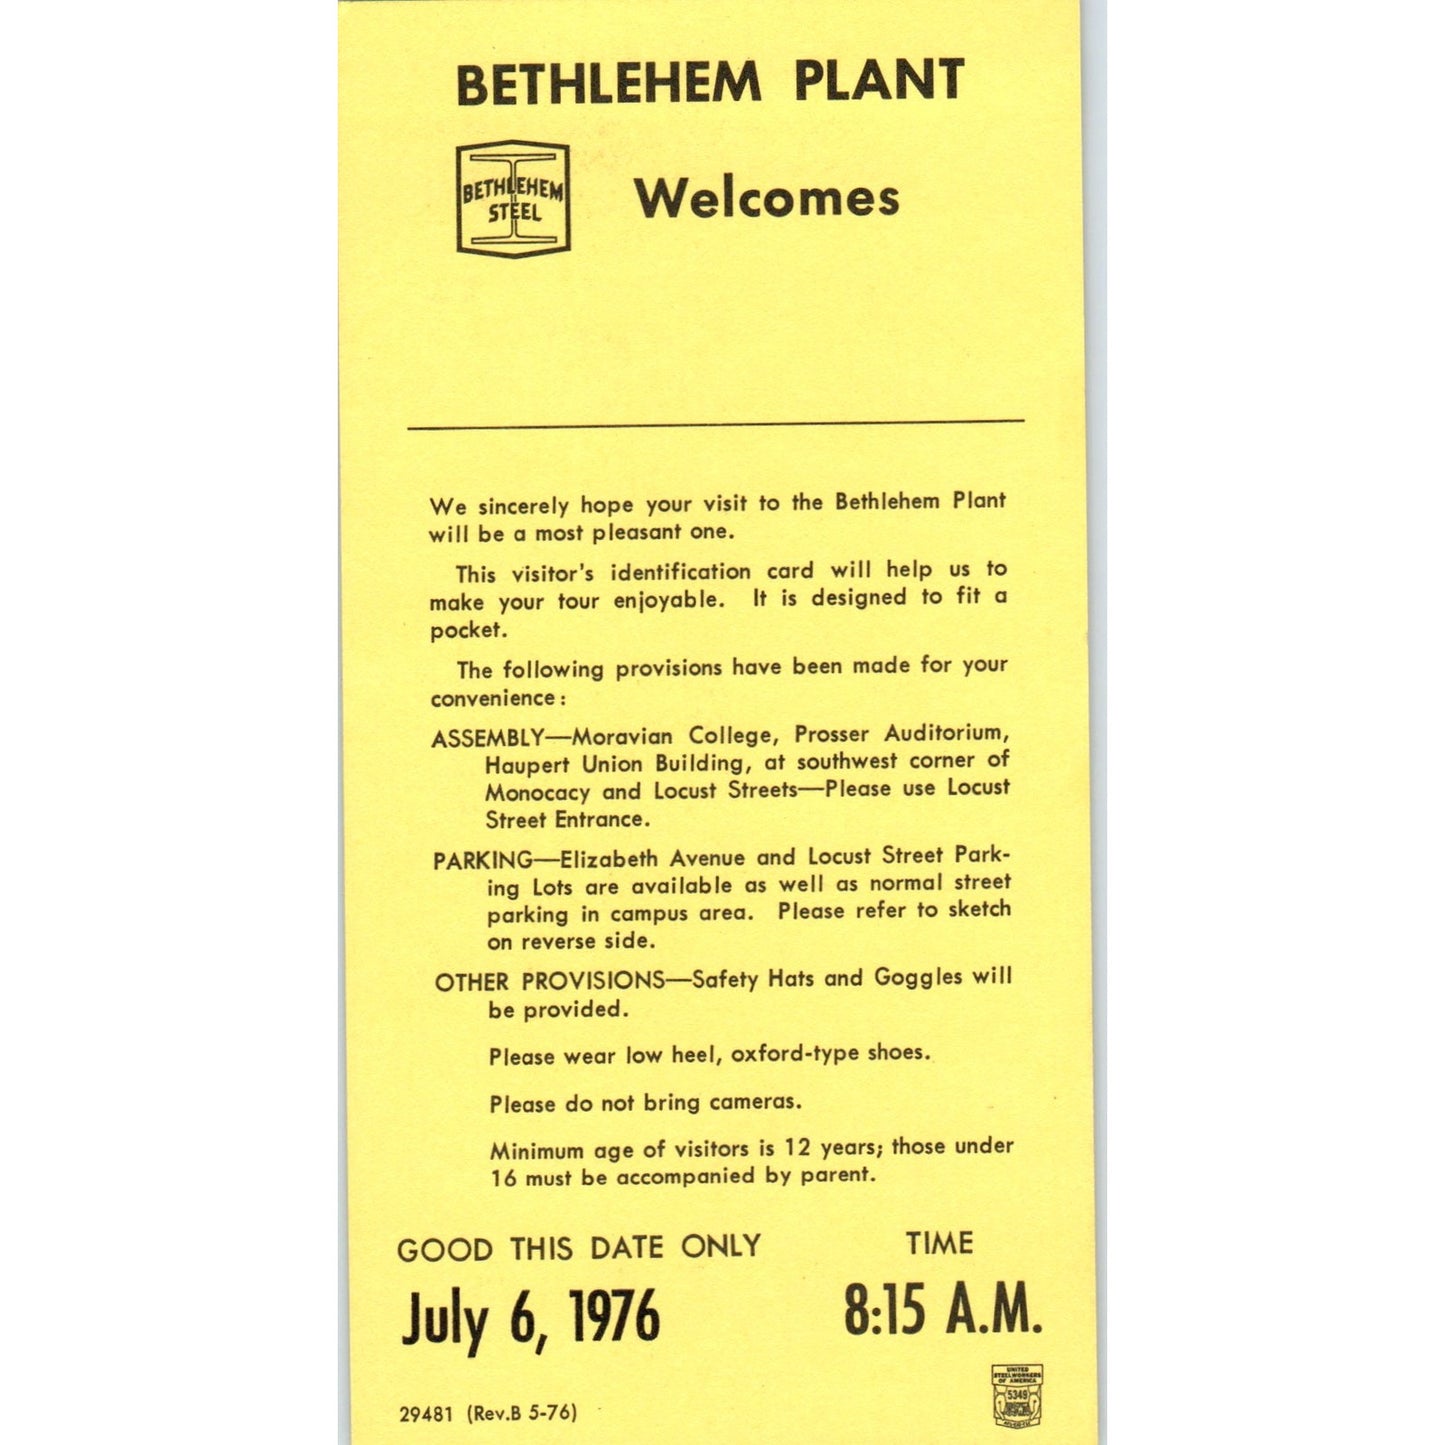 BETHLEHEM PLANT
BETHLEHEM
STEEL
Welcomes
We sincerely hope your visit to the Bethlehem Plant
will be a most pleasant one.
This visitor's identification card will help us to
make your tour enjoyable. It is designed to fit a
pocket.
The following provisions have been made for your
convenience:
ASSEMBLY—Moravian College, Prosser Auditorium,
Haupert Union Building, at southwest corner of
Monocacy and Locust Streets—Please use Locust
Street Entrance.
PARKING—Elizabeth Avenue and Locust Street Park-
ing Lots are available as well as normal street
parking in campus area. Please refer to sketch
on reverse side.
OTHER PROVISIONS—Safety Hats and Goggles will
be provided.
Please wear low heel, oxford-type shoes.
Please do not bring cameras.
Minimum age of visitors is 12 years; those under
16 must be accompanied by parent.
GOOD THIS DATE ONLY
TIME
July 6, 1976
8:15 A.M.
UNITED
STEELWORKERS
OF AMERICA
5349
29481 (Rev.B 5-76)